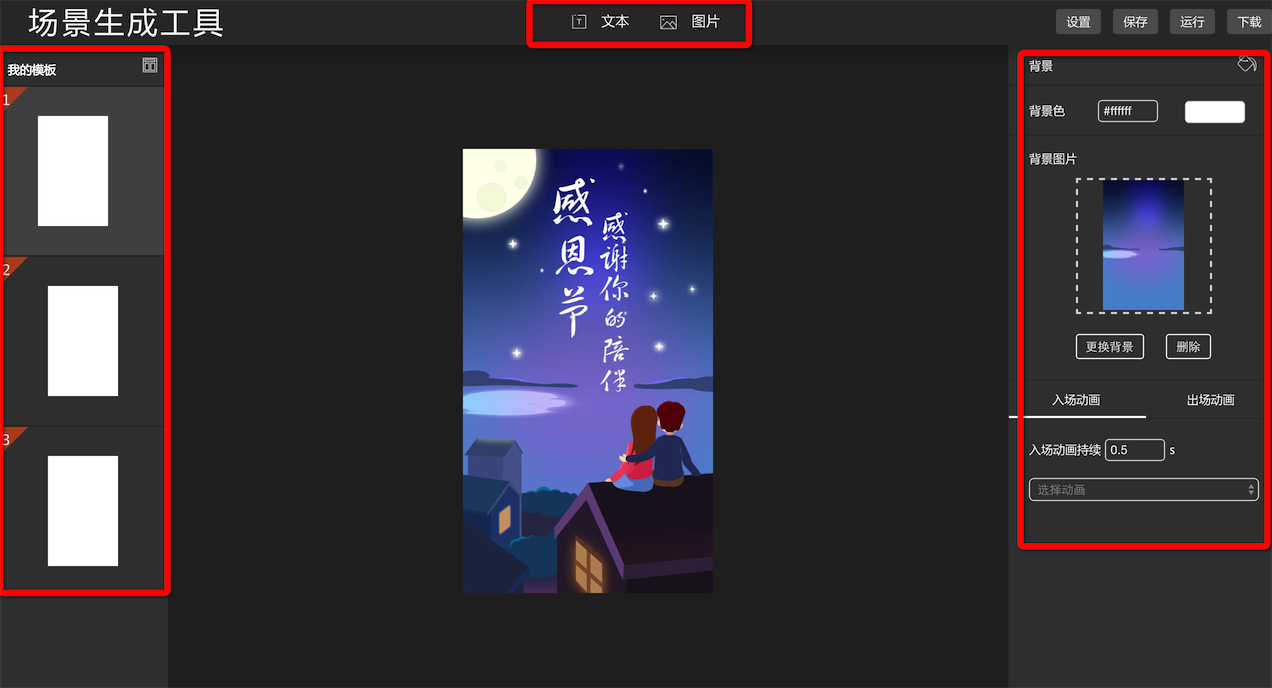 场景生成工具
文本
图片
设置
保存
运行
下载
我的模板
1
2
3
感恩节
感谢你的陪伴
背景
背景色
#ffffff
背景图片
更换背景
删除
入场动画
出场动画
入场动画持续 0.5 s
选择动画